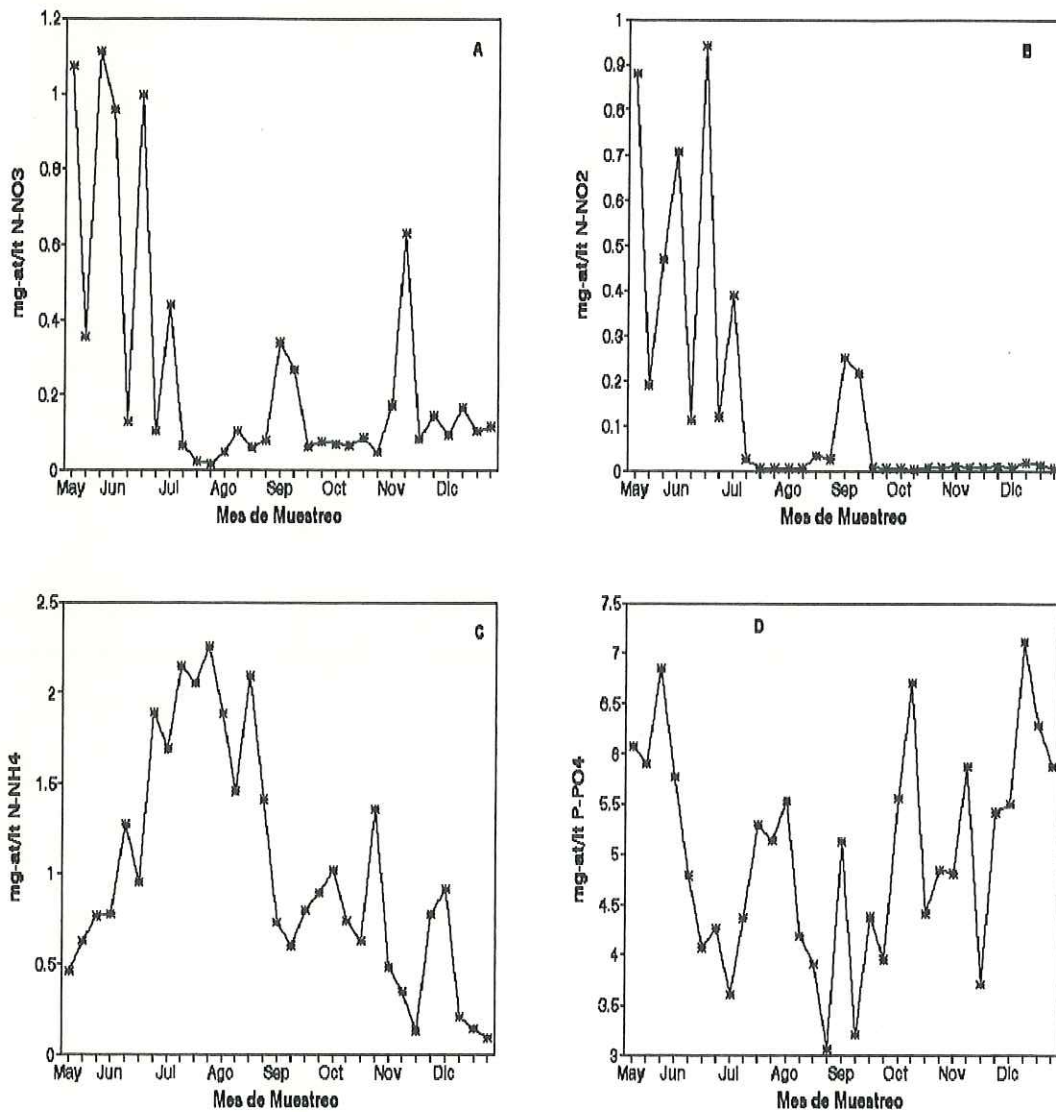 A
mg-at/lt N-NO3
1.2
1
0.8
0.6
0.4
0.2
0
May Jun Jul Ago Sep Oct Nov Dic
Mes de Muestreo
B
mg-at/lt N-NO2
1
0.9
0.8
0.7
0.6
0.5
0.4
0.3
0.2
0.1
0
May Jun Jul Ago Sep Oct Nov Dic
Mes de Muestreo
C
mg-at/lt N-NH4
2.5
2
1.5
1
0.5
0
May Jun Jul Ago Sep Oct Nov Dic
Mes de Muestreo
D
mg-at/lt P-PO4
7.5
7
6.5
6
5.5
5
4.5
4
3.5
3
May Jun Jul Ago Sep Oct Nov Dic
Mes de Muestreo